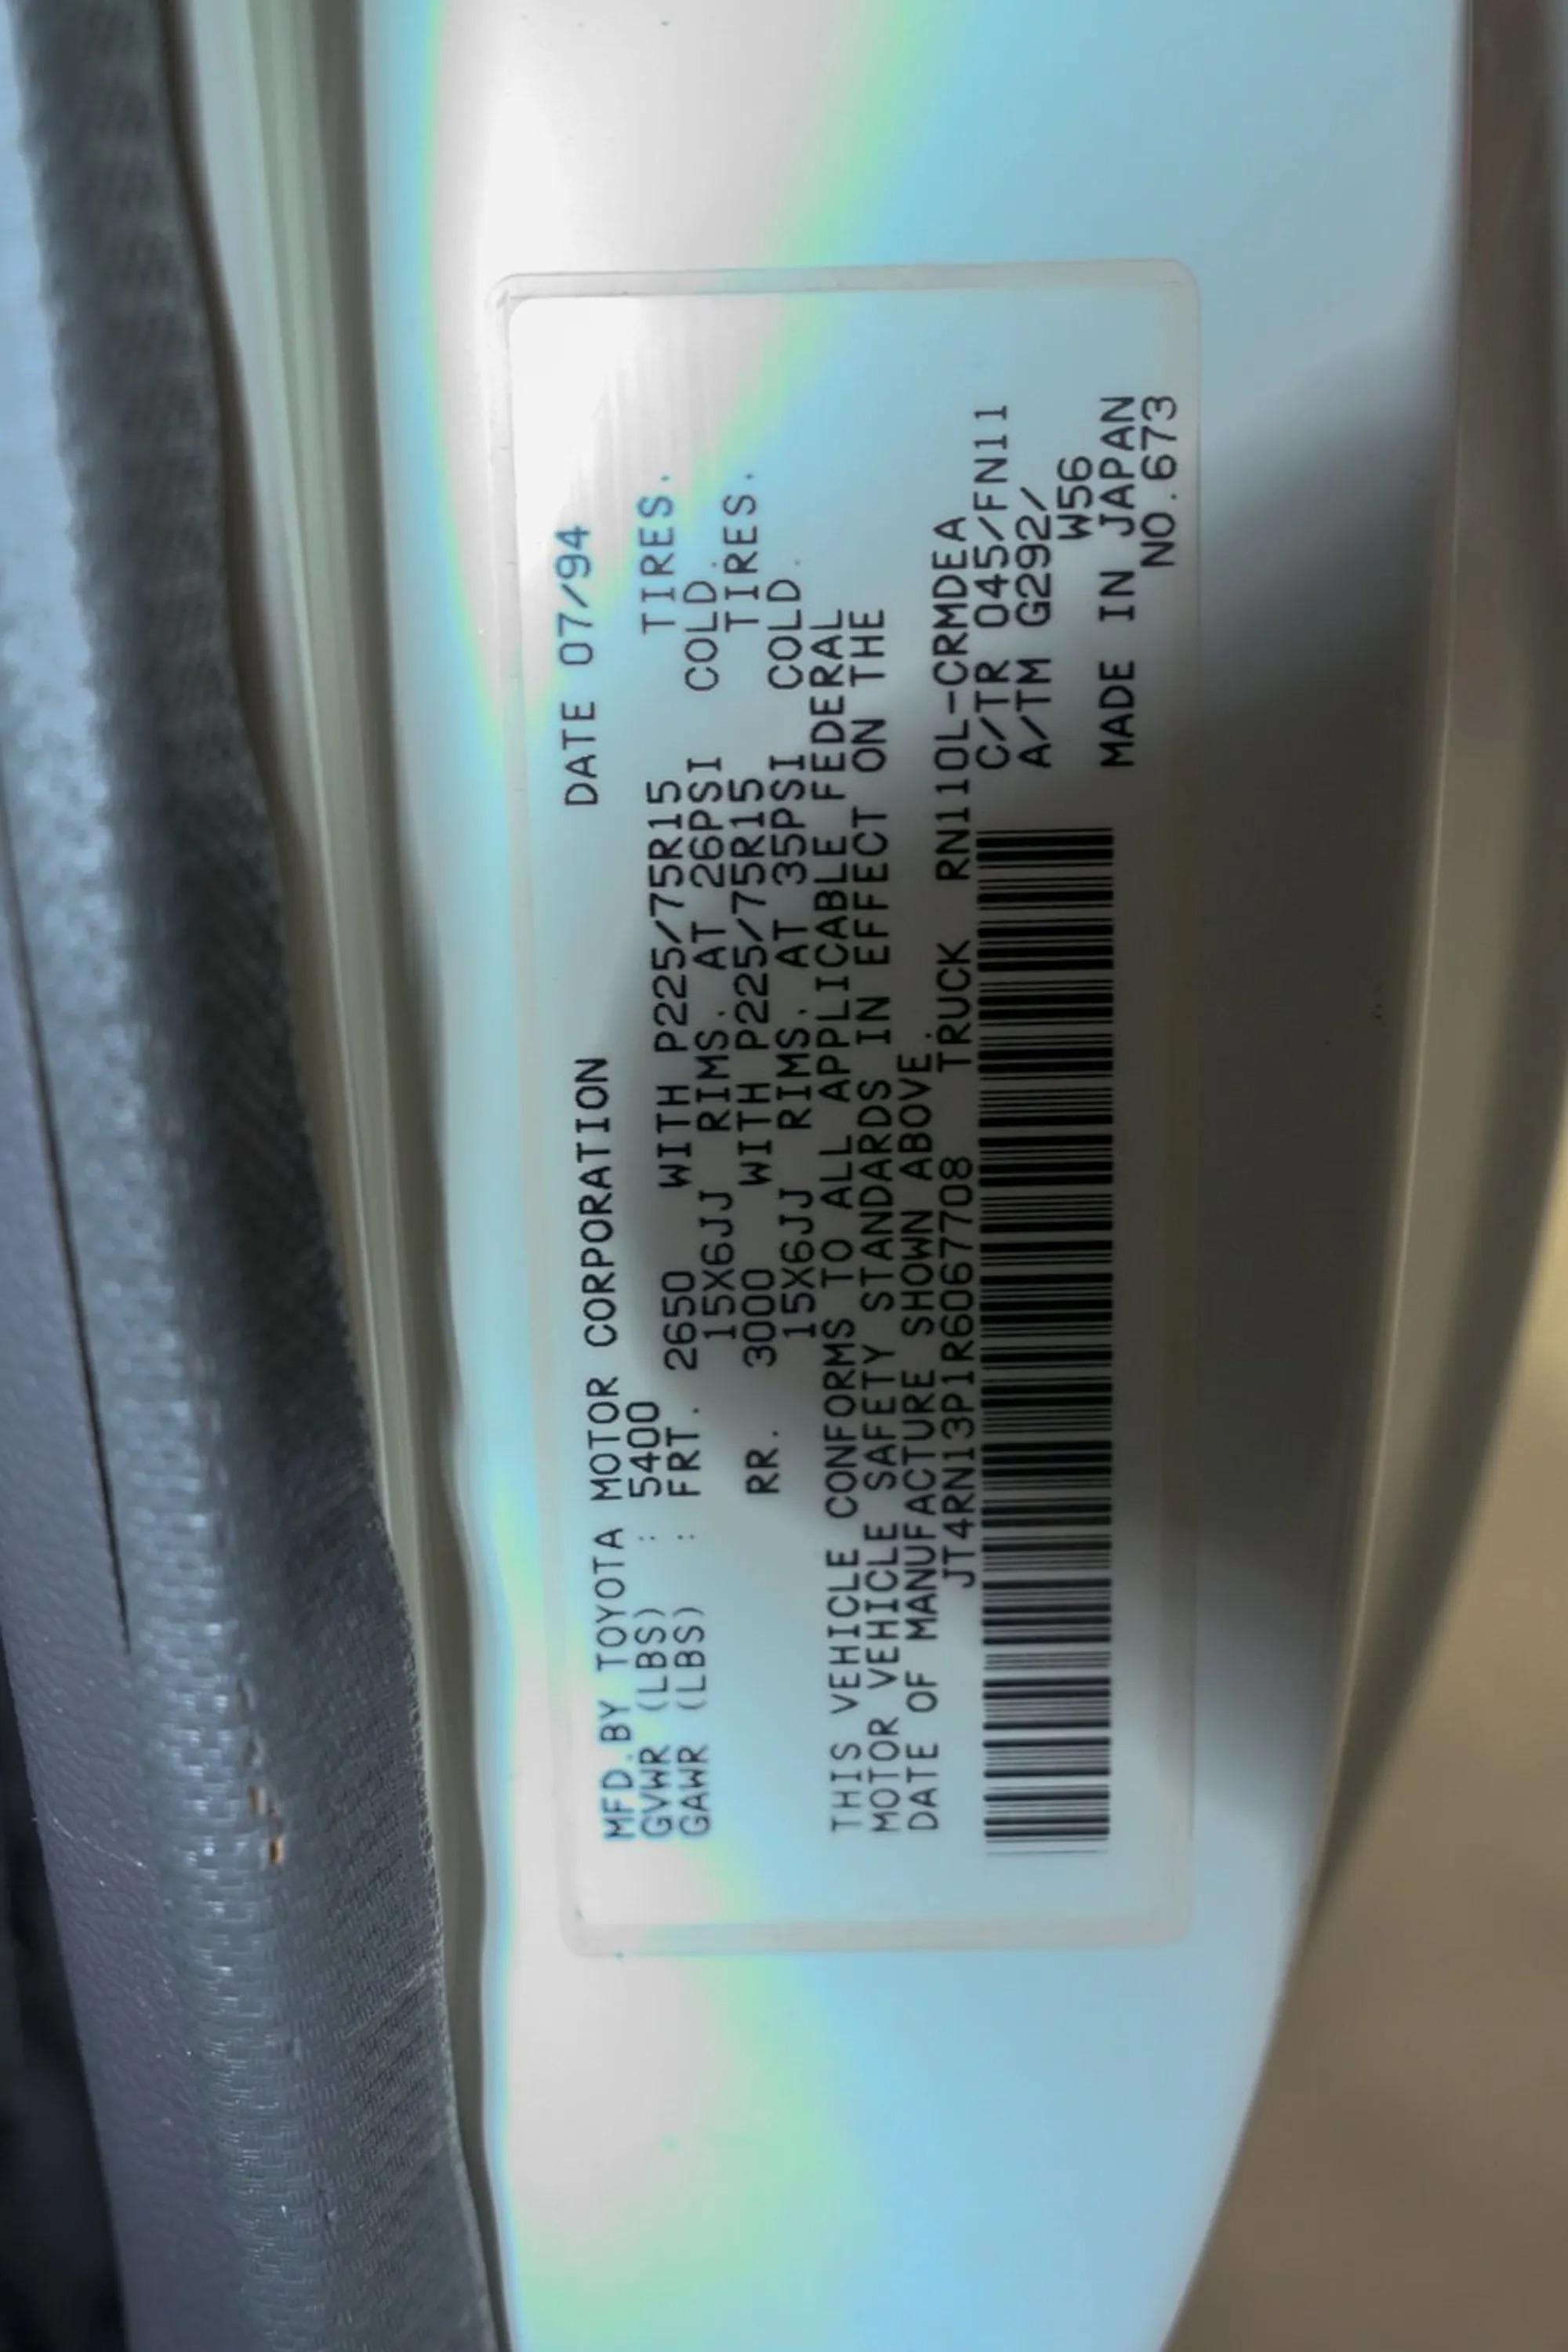 MFD.BY TOYOTA MOTOR CORPORATION DATE 07/94
GVWR (LBS) : 5400
GAWR (LBS) : FRT. 2650 WITH P225/75R15 TIRES.
15X6JJ RIMS. AT 26PSI COLD.
RR. 3000 WITH P225/75R15 TIRES.
15X6JJ RIMS. AT 35PSI COLD.
THIS VEHICLE CONFORMS TO ALL APPLICABLE FEDERAL
MOTOR VEHICLE SAFETY STANDARDS IN EFFECT ON THE
DATE OF MANUFACTURE SHOWN ABOVE.
JT4RN13P1R6067708 TRUCK RN110L-CRMDEA
C/TR 045/FN11
A/TM G292/
W56
MADE IN JAPAN
NO.673